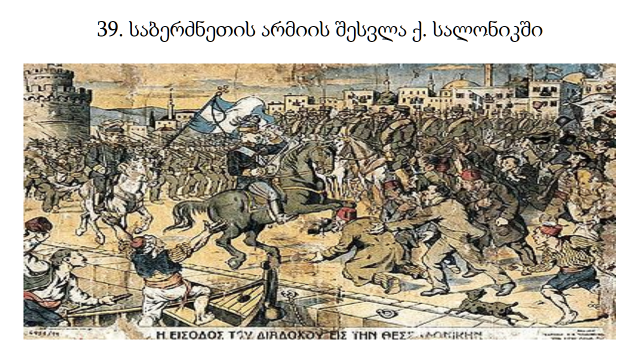 39. საბერძნეთის არმიის შესვლა ქ. სალონიკში
Η ΕΙΣΟΔΟΣ ΤΟΥ ΔΙΑΔΟΧΟΥ ΕΙΣ ΤΗΝ ΘΕΣΣΑΛΟΝΙΚΗΝ